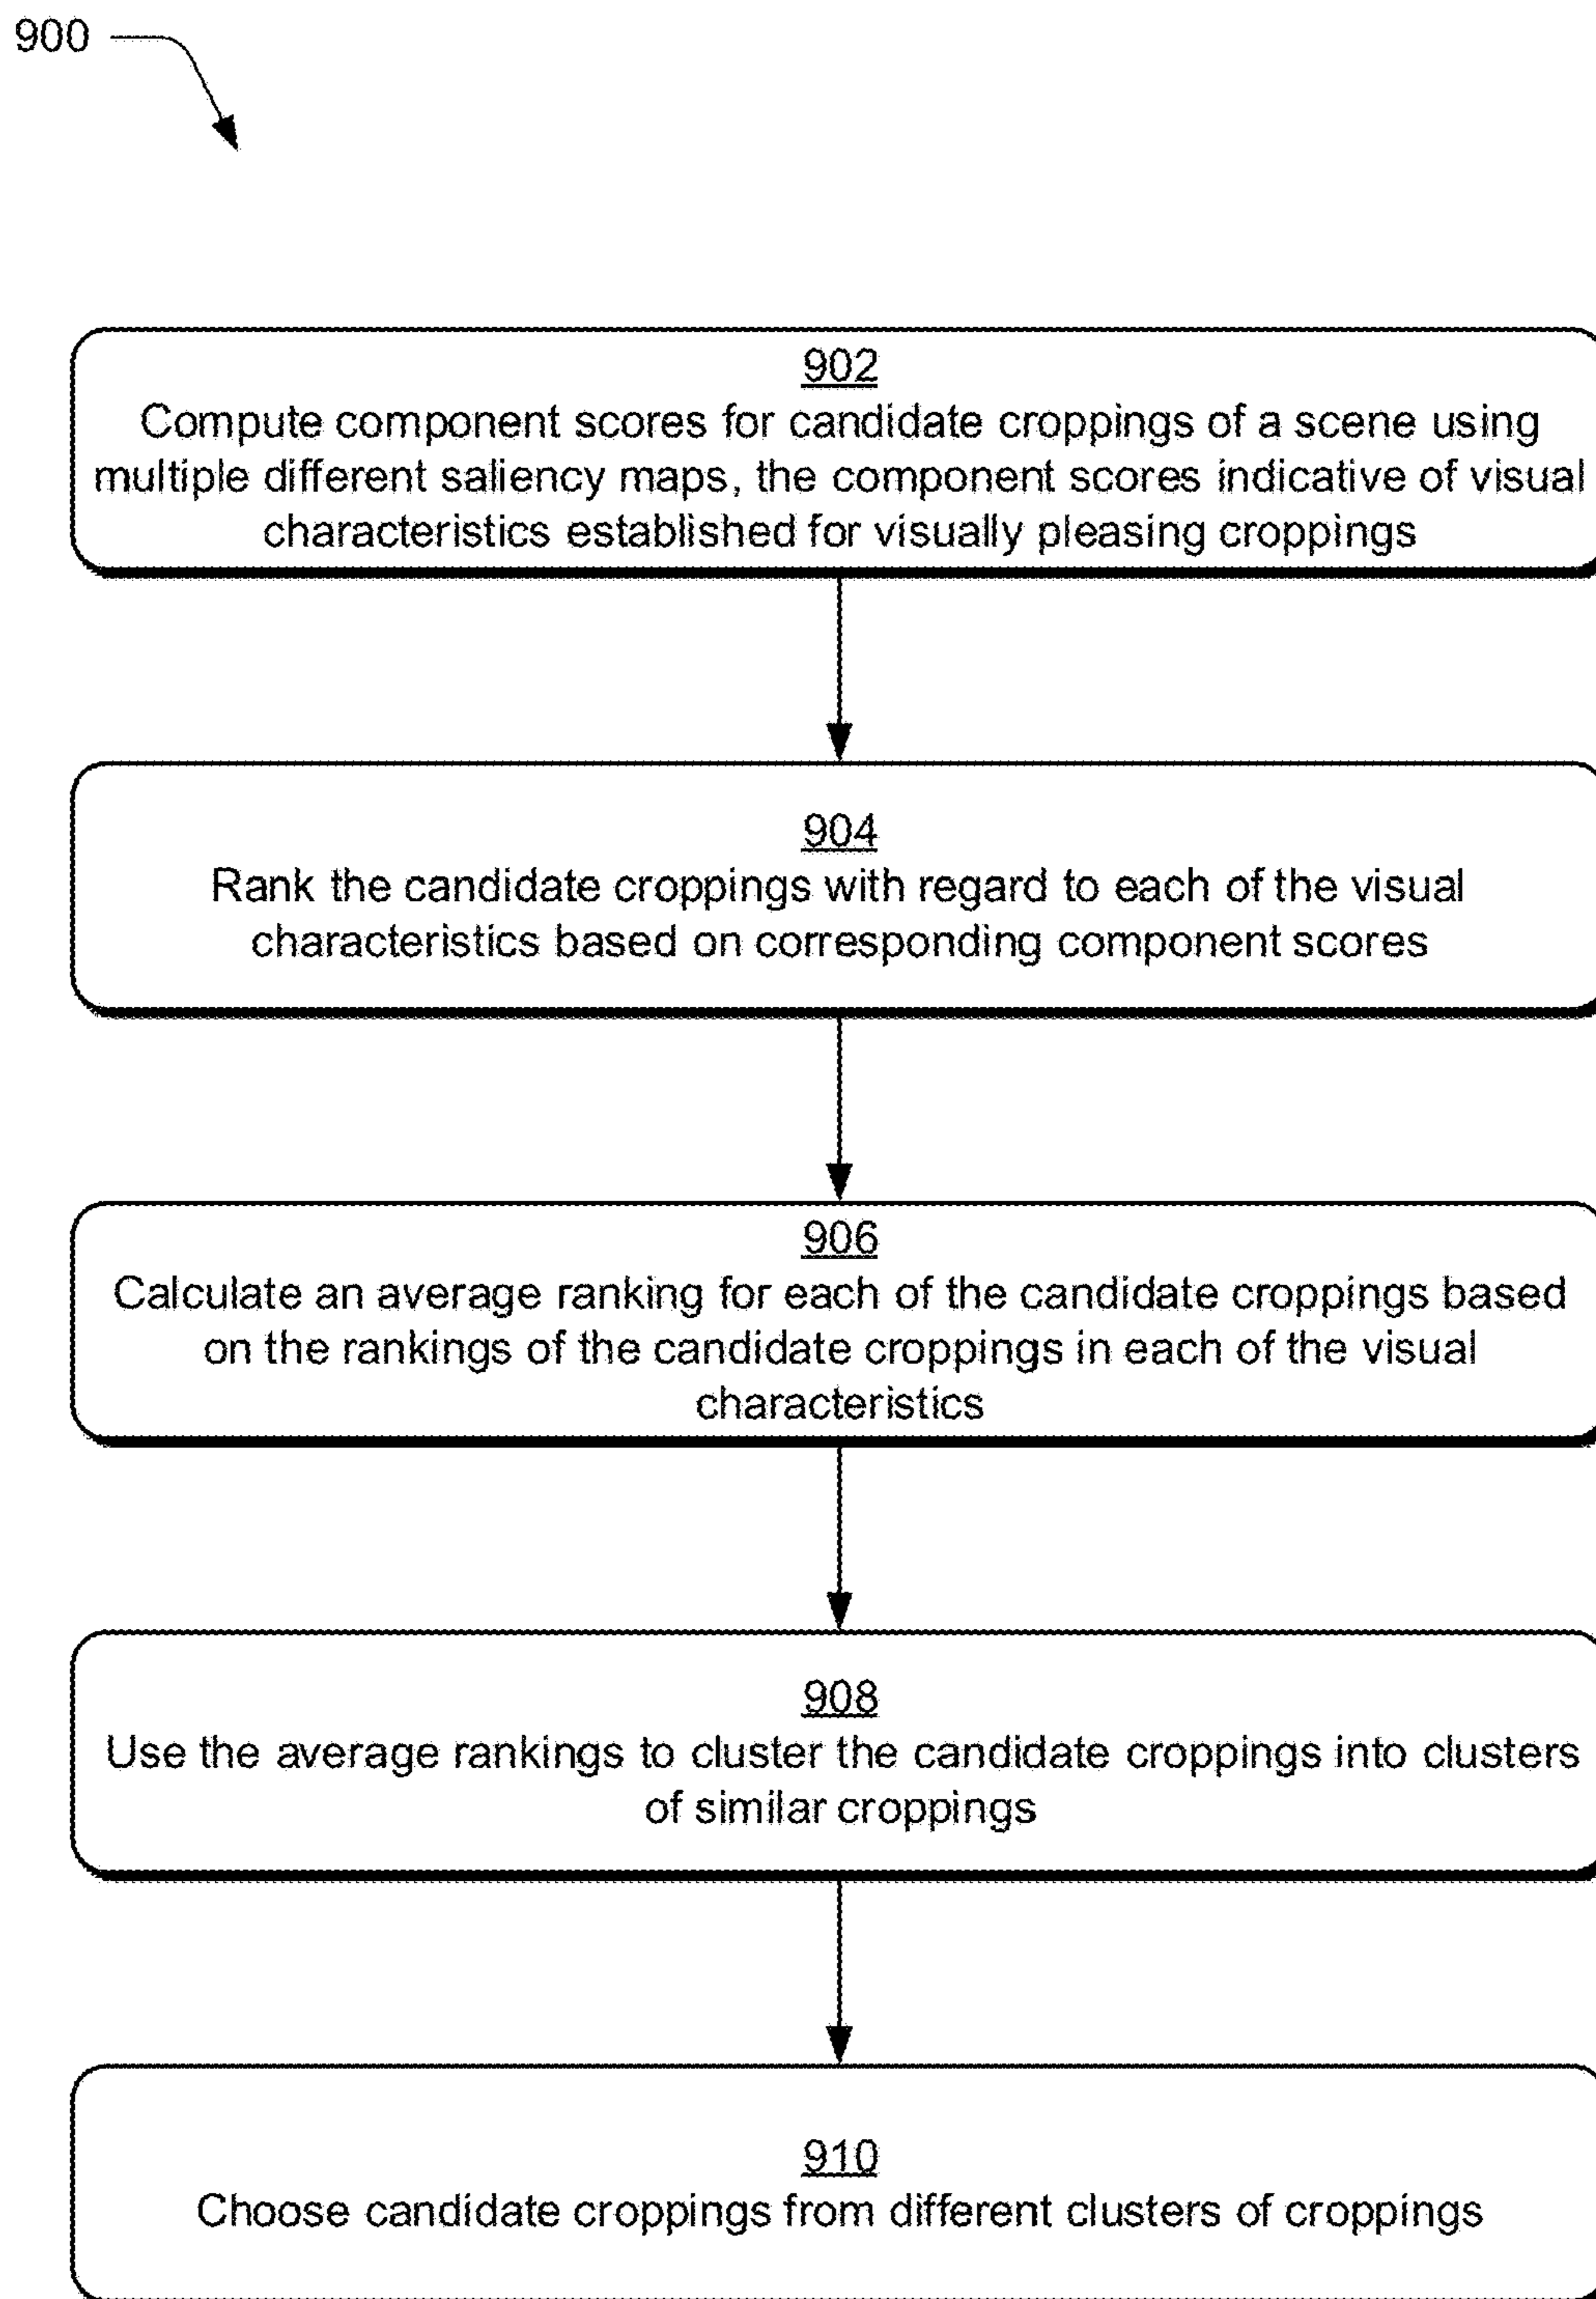 900
902
Compute component scores for candidate croppings of a scene using
multiple different saliency maps, the component scores indicative of visual
characteristics established for visually pleasing croppings
904
Rank the candidate croppings with regard to each of the visual
characteristics based on corresponding component scores
906
Calculate an average ranking for each of the candidate croppings based
on the rankings of the candidate croppings in each of the visual
characteristics
908
Use the average rankings to cluster the candidate croppings into clusters
of similar croppings
910
Choose candidate croppings from different clusters of croppings